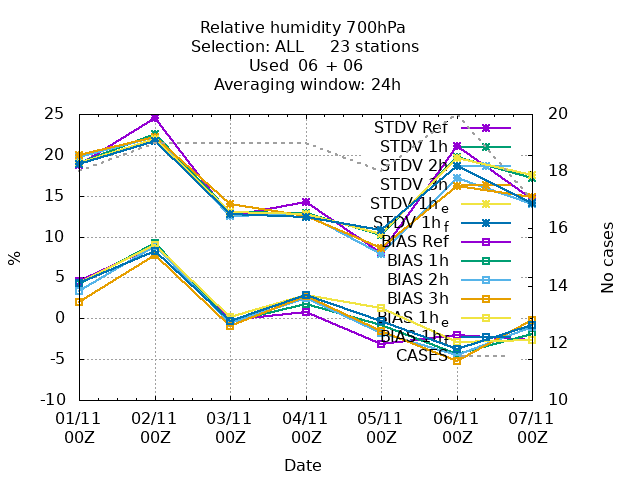 Relative humidity 700hPa
Selection: ALL 23 stations
Used 06 + 06
Averaging window: 24h
25
20
15
10
5
0
-5
-10
%
20
18
16
14
12
10
No cases
STDV Ref
STDV 1h
STDV 2h
STDV 3h
STDV 1he
STDV 1hf
BIAS Ref
BIAS 1h
BIAS 2h
BIAS 3h
BIAS 1he
BIAS 1hf
CASES
01/11 02/11 03/11 04/11 05/11 06/11 07/11
00Z 00Z 00Z 00Z 00Z 00Z 00Z
Date